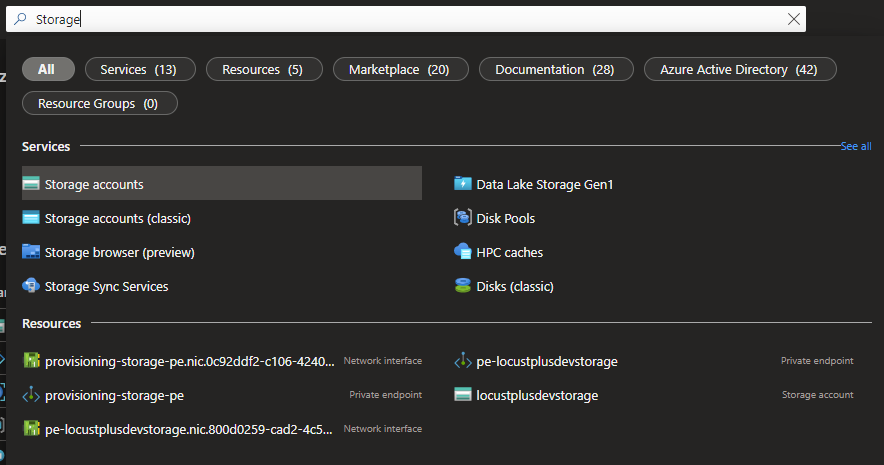 Storage
All
Services (13)
Resources (5)
Marketplace (20)
Documentation (28)
Azure Active Directory (42)
Resource Groups (0)
Services
See all
Storage accounts
Data Lake Storage Gen1
Storage accounts (classic)
Disk Pools
Storage browser (preview)
HPC caches
Storage Sync Services
Disks (classic)
Resources
provisioning-storage-pe.nic.0c92ddf2-c106-4240... Network interface
pe-locustplusdevstorage Private endpoint
provisioning-storage-pe Private endpoint
locustplusdevstorage Storage account
pe-locustplusdevstorage.nic.800d0259-cad2-4c5... Network interface